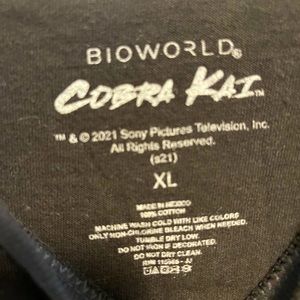 BIOWORLD®
COBRA KAI™
™ & © 2021 Sony Pictures Television, Inc.
All Rights Reserved.
(s21)
XL
MADE IN MEXICO
100% COTTON
MACHINE WASH COLD WITH LIKE COLORS
ONLY NON-CHLORINE BLEACH WHEN NEEDED.
TUMBLE DRY LOW.
DO NOT IRON IF DECORATED.
DO NOT DRY CLEAN.